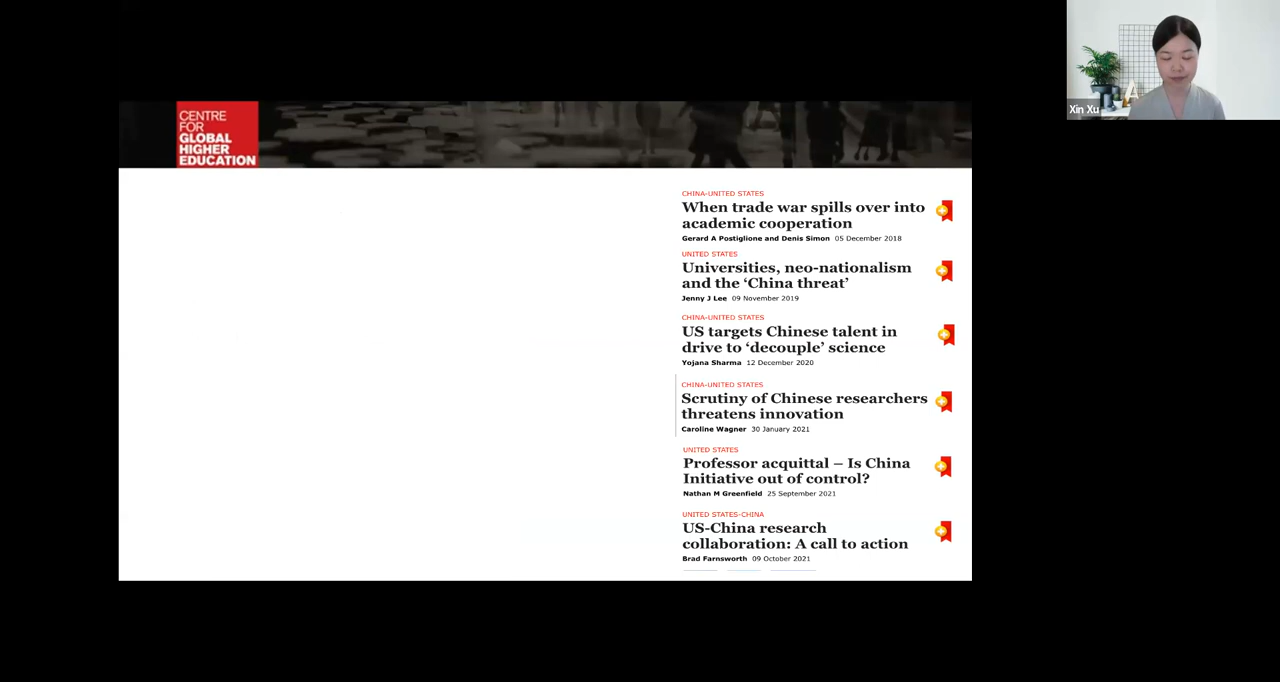 CENTRE
FOR
GLOBAL
HIGHER
EDUCATION
Xin Xu
CHINA-UNITED STATES
When trade war spills over into
academic cooperation
Gerard A Postiglione and Denis Simon 05 December 2018
UNITED STATES
Universities, neo-nationalism
and the ‘China threat’
Jenny J Lee 09 November 2019
CHINA-UNITED STATES
US targets Chinese talent in
drive to ‘decouple’ science
Yojana Sharma 12 December 2020
CHINA-UNITED STATES
Scrutiny of Chinese researchers
threatens innovation
Caroline Wagner 30 January 2021
UNITED STATES
Professor acquittal – Is China
Initiative out of control?
Nathan M Greenfield 25 September 2021
UNITED STATES-CHINA
US-China research
collaboration: A call to action
Brad Farnsworth 09 October 2021